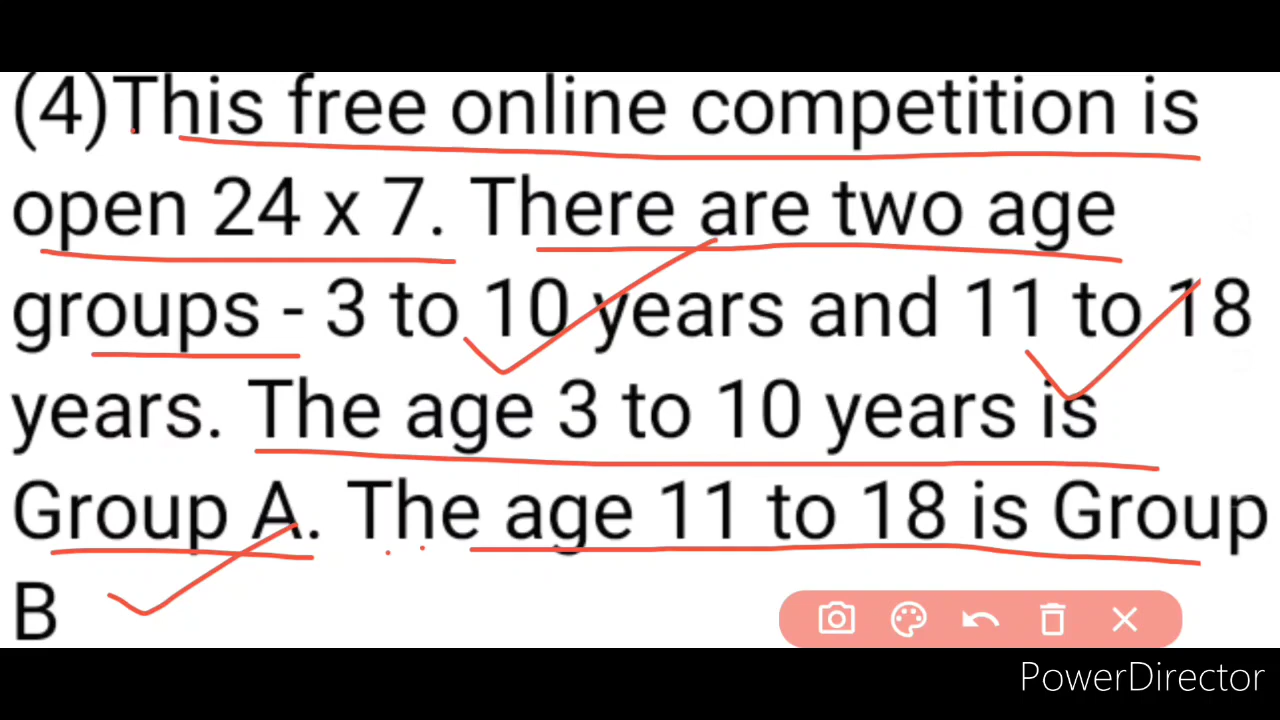 (4)This free online competition is
open 24 x 7. There are two age
groups - 3 to 10 years and 11 to 18
years. The age 3 to 10 years is
Group A. The age 11 to 18 is Group
B
PowerDirector